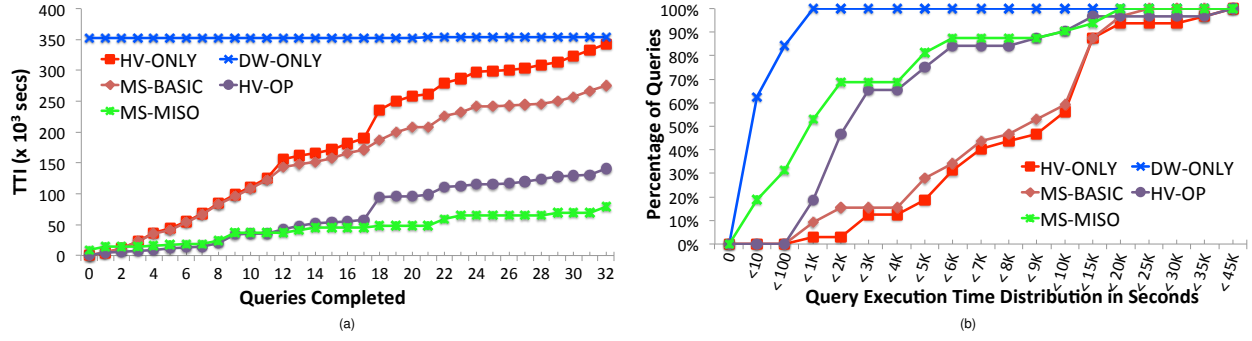 400
350
300
250
200
150
100
50
0
TTI (x 10³ secs)
HV-ONLY DW-ONLY
MS-BASIC HV-OP
MS-MISO
0 2 4 6 8 10 12 14 16 18 20 22 24 26 28 30 32
Queries Completed
(a)
100%
90%
80%
70%
60%
50%
40%
30%
20%
10%
0%
Percentage of Queries
HV-ONLY DW-ONLY
MS-BASIC HV-OP
MS-MISO
0 <10 <100 < 1K < 2K < 3K < 4K < 5K < 6K < 7K < 8K < 9K < 10K < 15K < 20K < 25K < 30K < 35K < 45K
Query Execution Time Distribution in Seconds
(b)